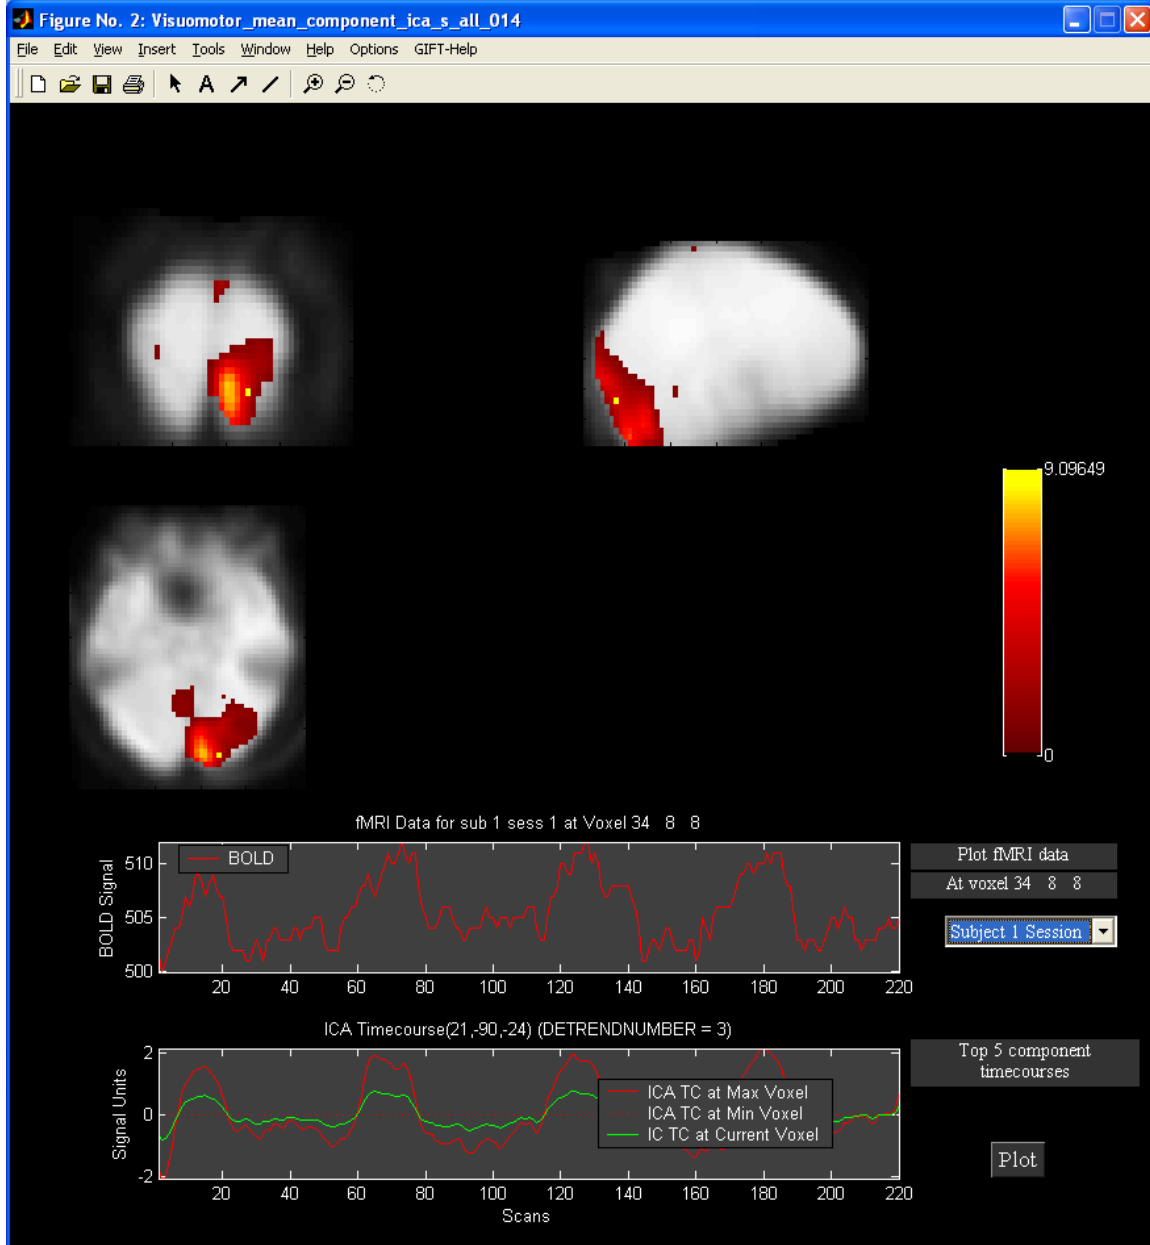 Figure No. 2: Visuomotor_mean_component_ica_s_all_014
File Edit View Insert Tools Window Help Options GIFT-Help
A
9.09649
0
fMRI Data for sub 1 sess 1 at Voxel 34 8 8
BOLD Signal
510
505
500
BOLD
20 40 60 80 100 120 140 160 180 200 220
Plot fMRI data
At voxel 34 8 8
Subject 1 Session
ICA Timecourse(21,-90,-24) (DETRENDNUMBER = 3)
Signal Units
2
0
-2
ICA TC at Max Voxel
ICA TC at Min Voxel
IC TC at Current Voxel
20 40 60 80 100 120 140 160 180 200 220
Scans
Top 5 component
timecourses
Plot